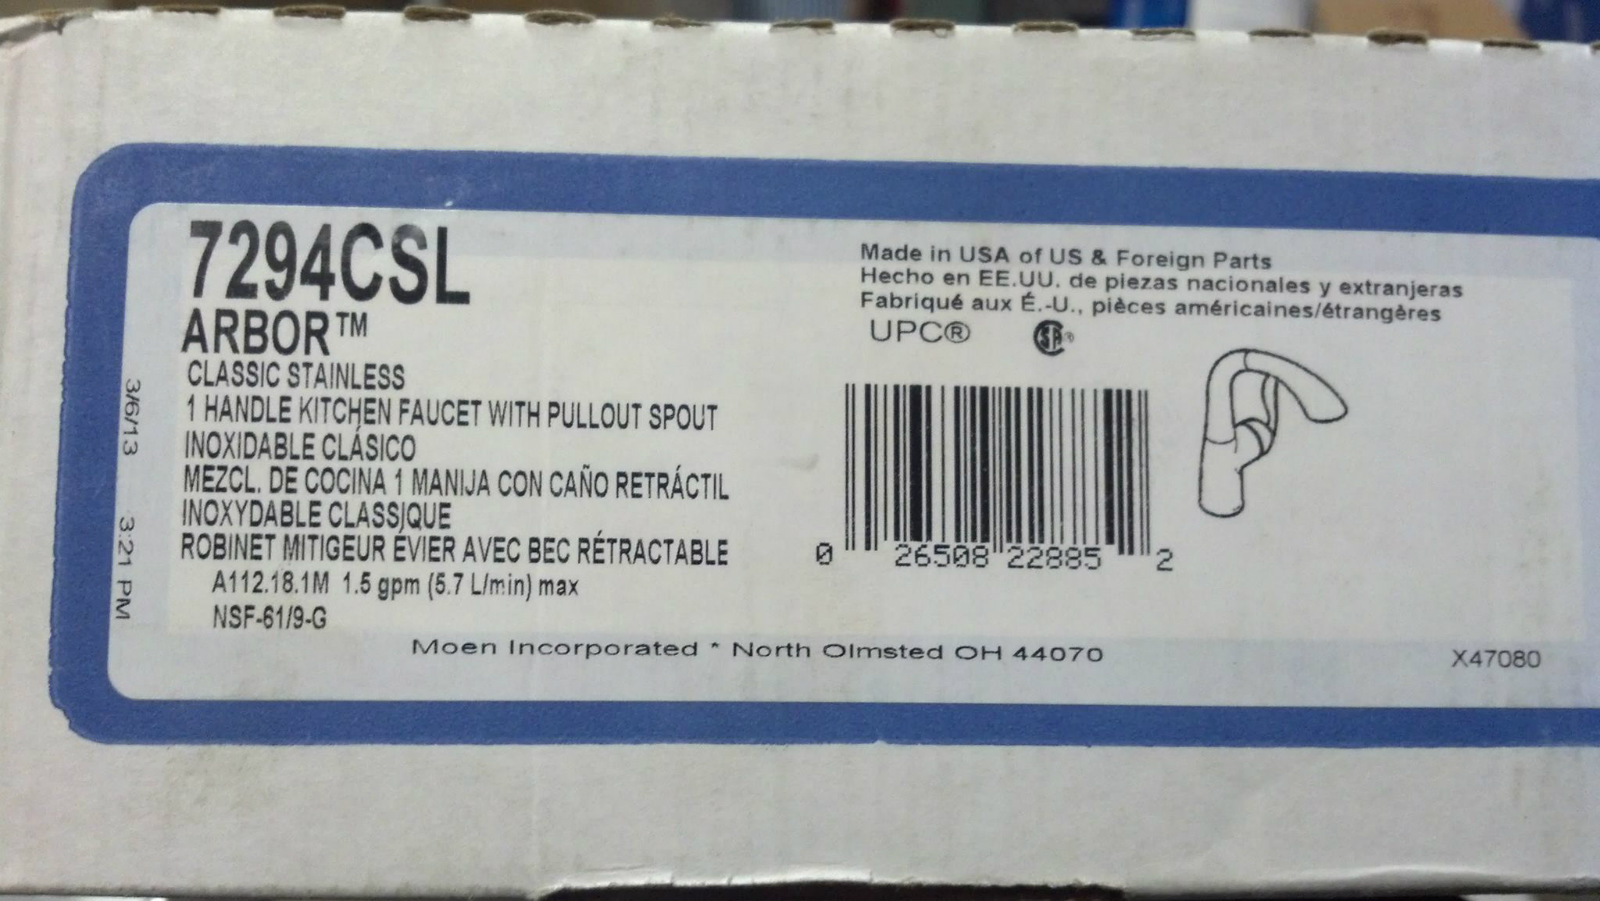 7294CSL
ARBOR™
CLASSIC STAINLESS
1 HANDLE KITCHEN FAUCET WITH PULLOUT SPOUT
INOXIDABLE CLÁSICO
MEZCL. DE COCINA 1 MANIJA CON CAÑO RETRÁCTIL
INOXYDABLE CLASSIQUE
ROBINET MITIGEUR ÉVIER AVEC BEC RÉTRACTABLE
A112.18.1M 1.5 gpm (5.7 L/min) max
NSF-61/9-G
3/6/13 3:21 PM
Made in USA of US & Foreign Parts
Hecho en EE.UU. de piezas nacionales y extranjeras
Fabriqué aux É.-U., pièces américaines/étrangères
UPC® SA®
0 26508 22885 2
Moen Incorporated * North Olmsted OH 44070
X47080